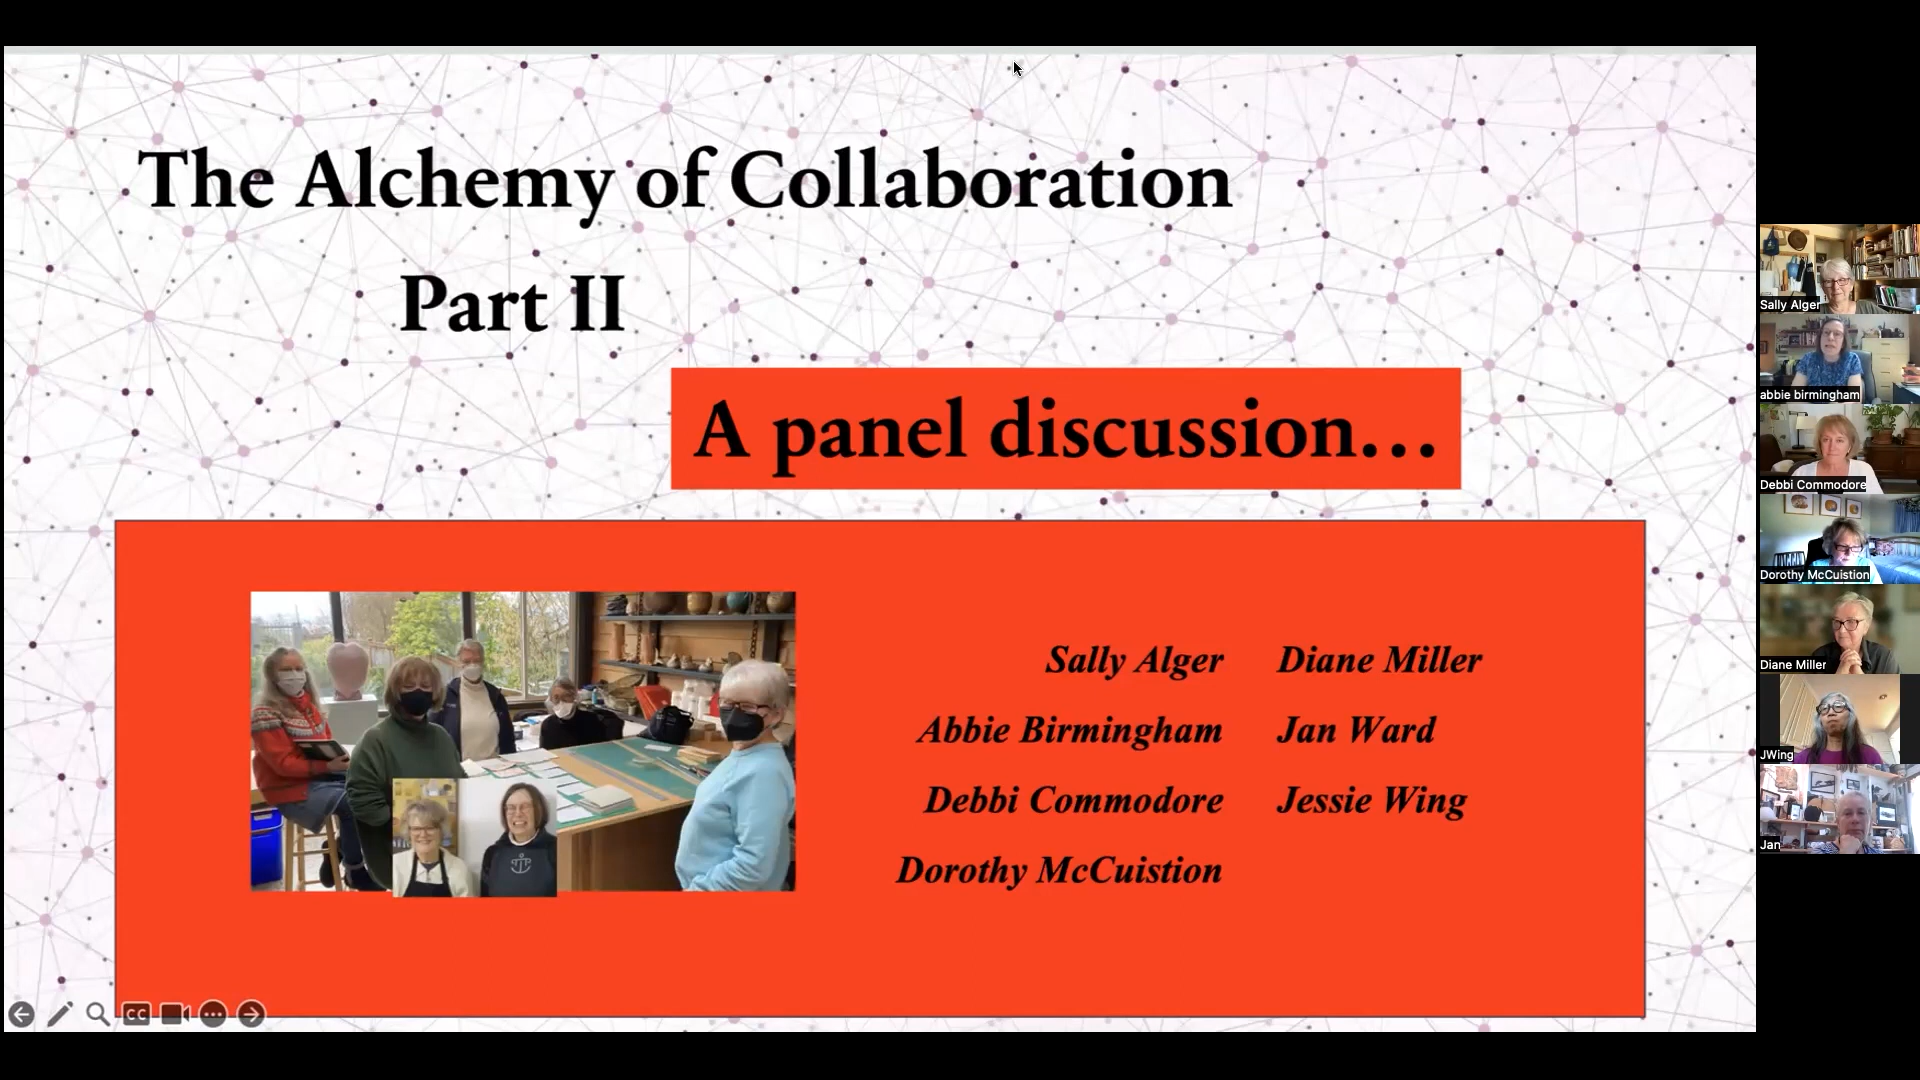 The Alchemy of Collaboration
Part II
A panel discussion...
Sally Alger
Diane Miller
Abbie Birmingham
Jan Ward
Debbi Commodore
Jessie Wing
Dorothy McCuistion
CC
Sally Alger
abbie birmingham
Debbi Commodore
Dorothy McCuistion
Diane Miller
JWing
Jan